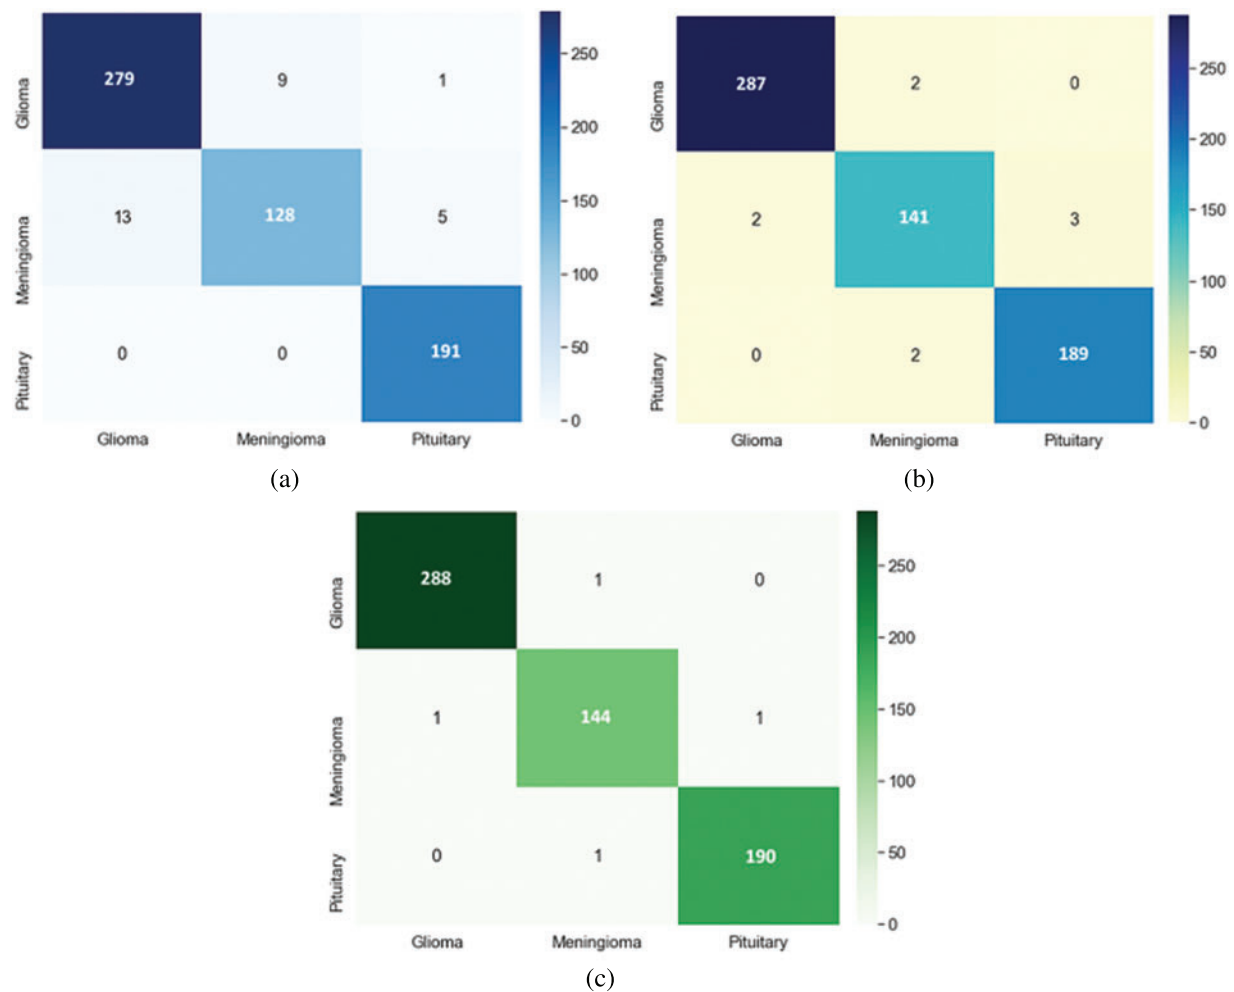 Glioma 279 9 1
Meningioma 13 128 5
Pituitary 0 0 191
Glioma Meningioma Pituitary
250
200
150
100
50
0
(a)
Glioma 287 2 0
Meningioma 2 141 3
Pituitary 0 2 189
Glioma Meningioma Pituitary
250
200
150
100
50
0
(b)
Glioma 288 1 0
Meningioma 1 144 1
Pituitary 0 1 190
Glioma Meningioma Pituitary
250
200
150
100
50
0
(c)